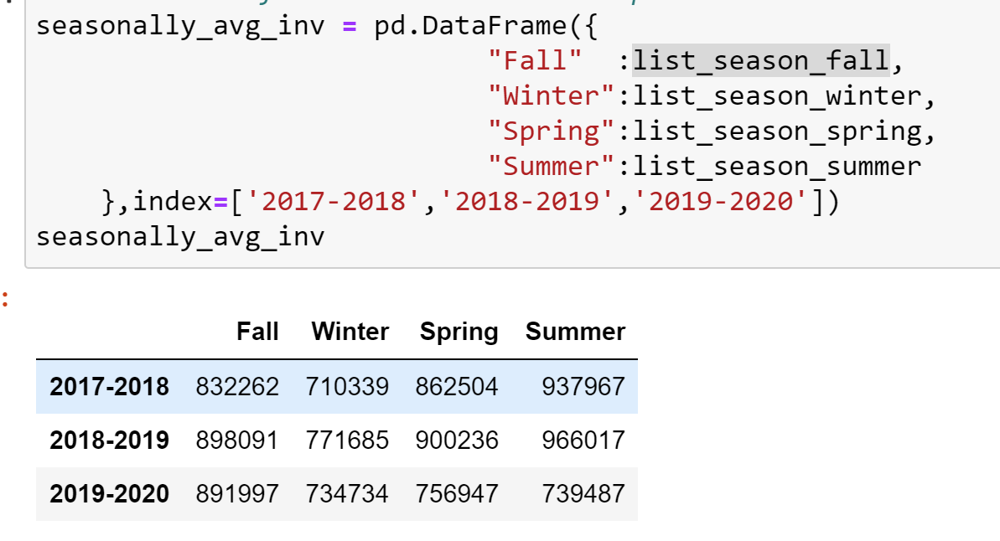 seasonally_avg_inv = pd.DataFrame({
"Fall" :list_season_fall,
"Winter":list_season_winter,
"Spring":list_season_spring,
"Summer":list_season_summer
},index=['2017-2018','2018-2019','2019-2020'])
seasonally_avg_inv
:
Fall Winter Spring Summer
2017-2018 832262 710339 862504 937967
2018-2019 898091 771685 900236 966017
2019-2020 891997 734734 756947 739487